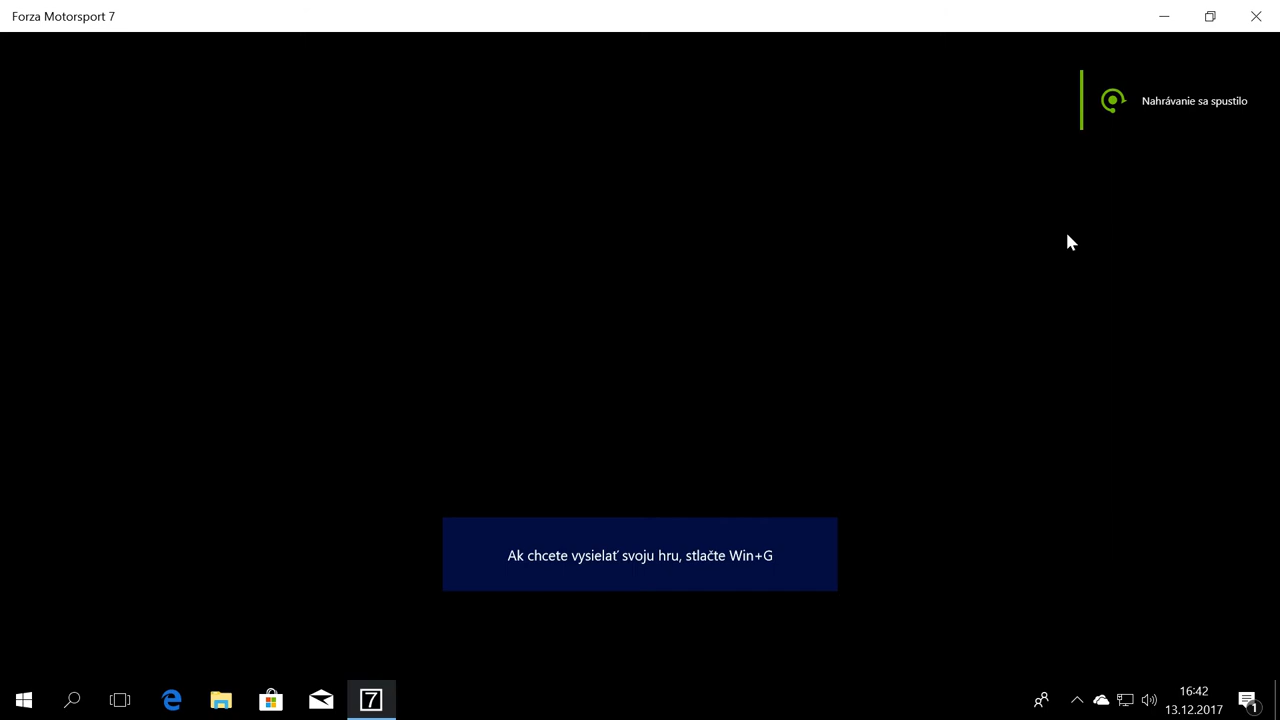 Forza Motorsport 7
Nahrávanie sa spustilo
Ak chcete vysielať svoju hru, stlačte Win+G
7
16:42
13.12.2017
1